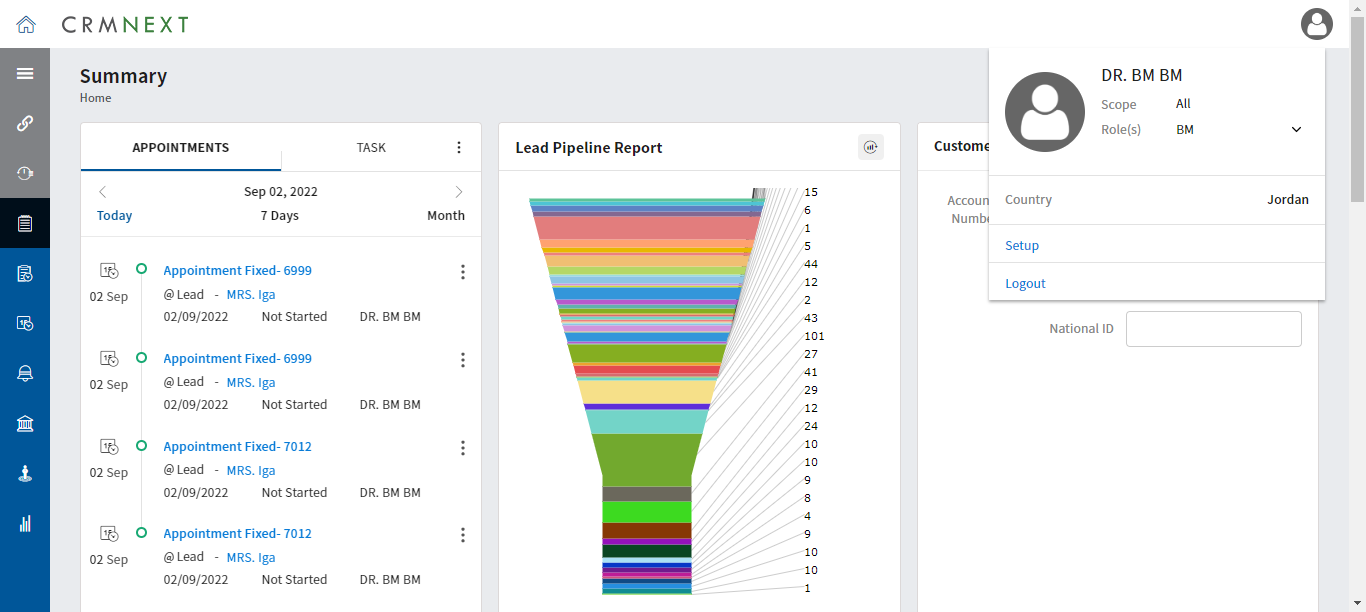 CRMNEXT
Summary
Home
APPOINTMENTS
TASK
Sep 02, 2022
Today
7 Days
Month
02 Sep
Appointment Fixed- 6999
@ Lead - MRS. Iga
02/09/2022 Not Started DR. BM BM
02 Sep
Appointment Fixed- 6999
@ Lead - MRS. Iga
02/09/2022 Not Started DR. BM BM
02 Sep
Appointment Fixed- 7012
@ Lead - MRS. Iga
02/09/2022 Not Started DR. BM BM
02 Sep
Appointment Fixed- 7012
@ Lead - MRS. Iga
02/09/2022 Not Started DR. BM BM
Lead Pipeline Report
15
6
1
5
44
12
2
43
101
27
41
29
12
24
10
10
9
8
4
9
10
10
1
Custome
Accoun
Numbe
National ID
DR. BM BM
Scope All
Role(s) BM
Country Jordan
Setup
Logout